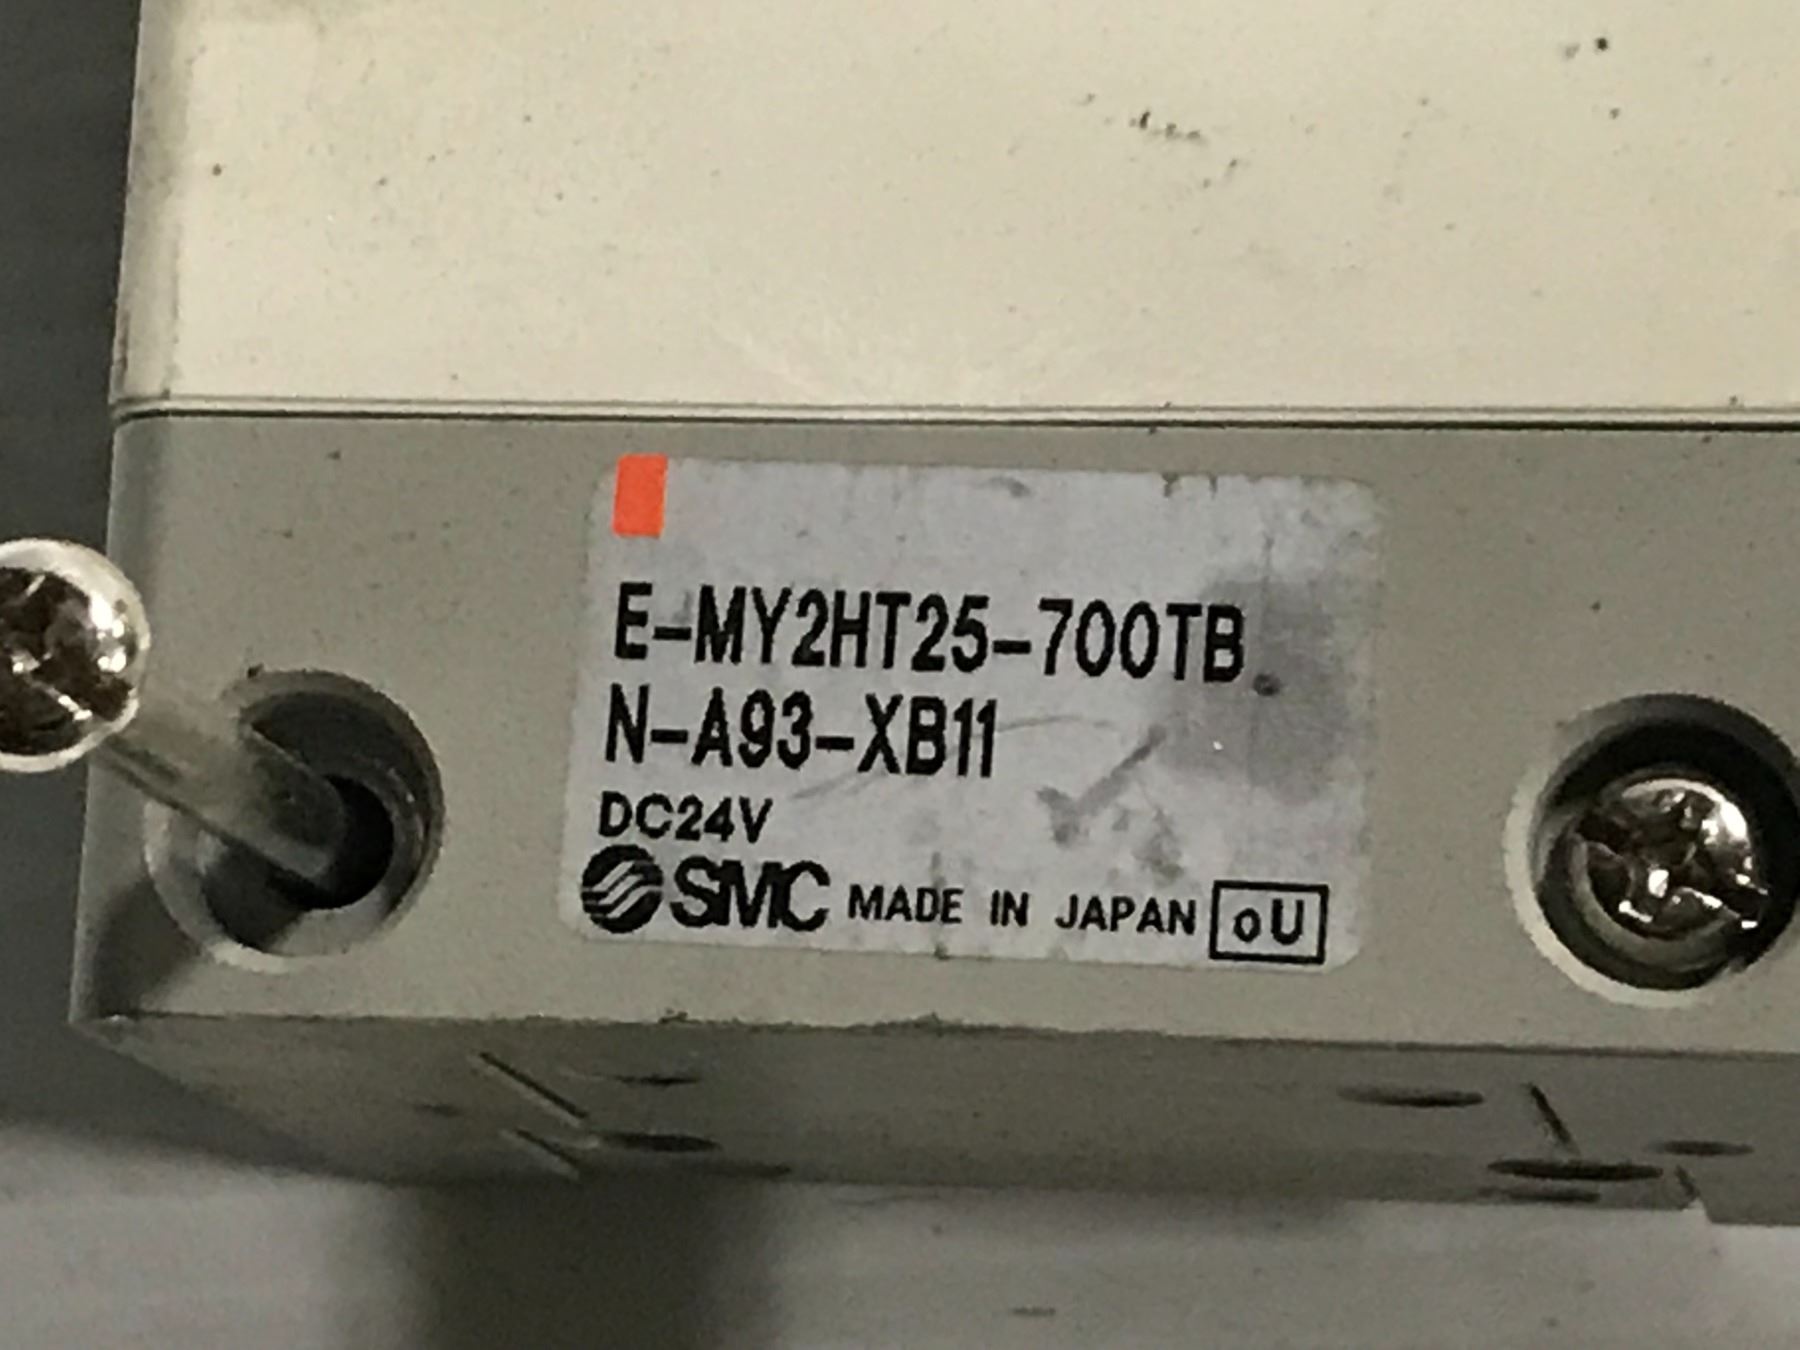 E-MY2HT25-700TB
N-A93-XB11
DC24V
SMC MADE IN JAPAN oU